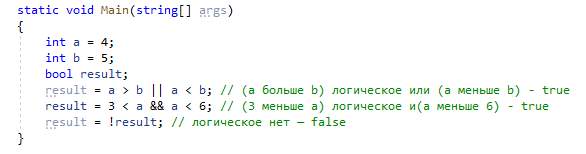 static void Main(string[] args)
{
int a = 4;
int b = 5;
bool result;
result = a > b || a < b; // (a больше b) логическое или (a меньше b) - true
result = 3 < a && a < 6; // (3 меньше a) логическое и(a меньше 6) - true
result = !result; // логическое нет – false
}